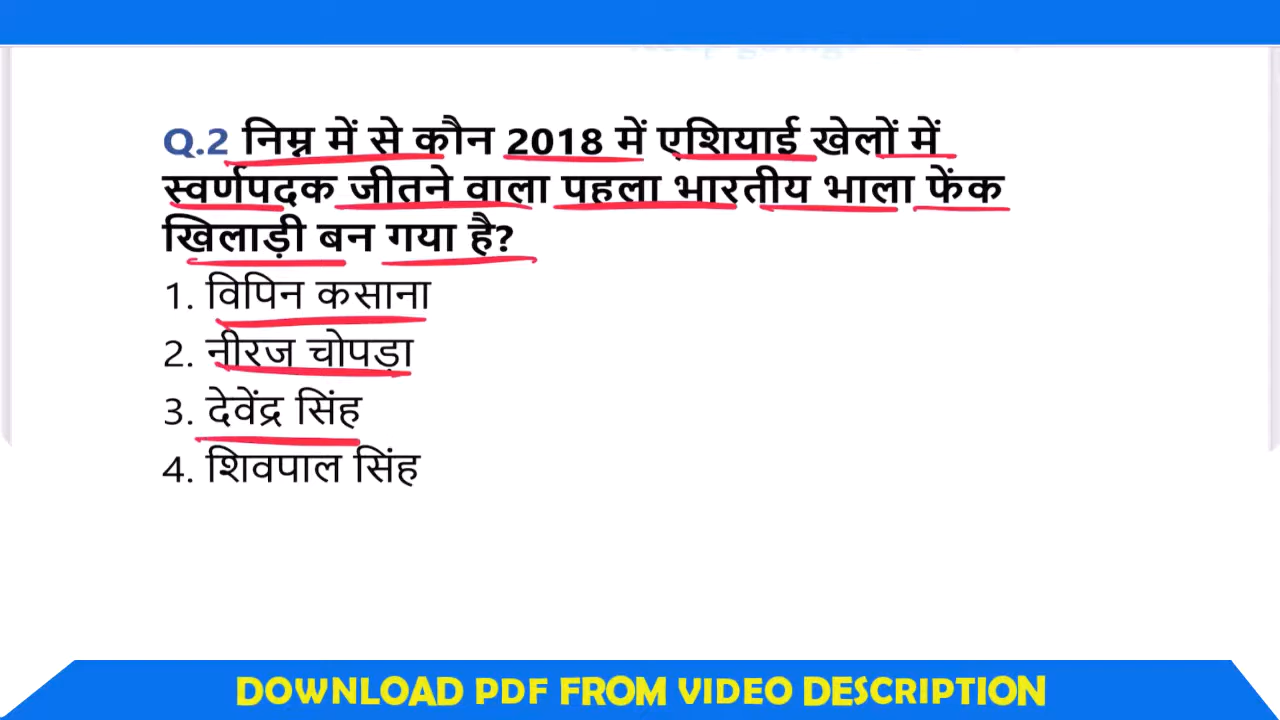 Q.2 निम्न में से कौन 2018 में एशियाई खेलों में
स्वर्णपदक जीतने वाला पहला भारतीय भाला फेंक
खिलाड़ी बन गया है?
1. विपिन कसाना
2. नीरज चोपड़ा
3. देवेंद्र सिंह
4. शिवपाल सिंह
DOWNLOAD PDF FROM VIDEO DESCRIPTION